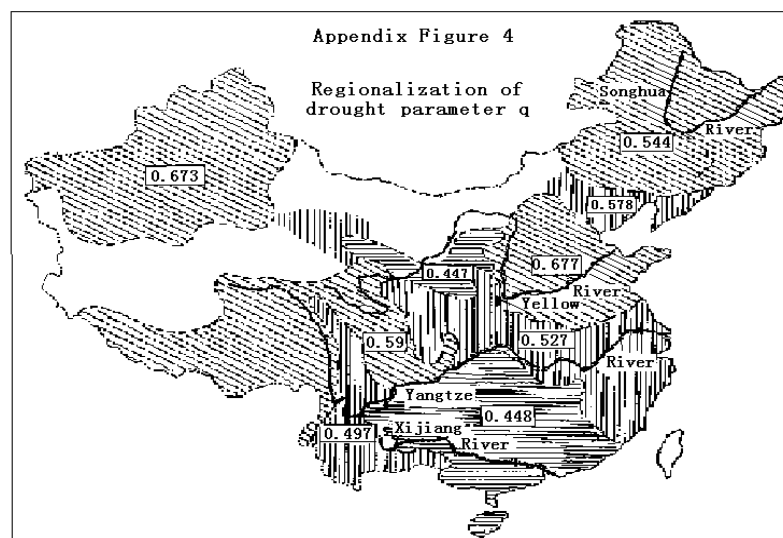 Appendix Figure 4
Regionalization of
drought parameter q
Songhua
River
0.544
0.673
0.578
0.447
0.677
River
Yellow
0.59
0.527
River
Yangtze
0.448
Xijiang
0.497
River